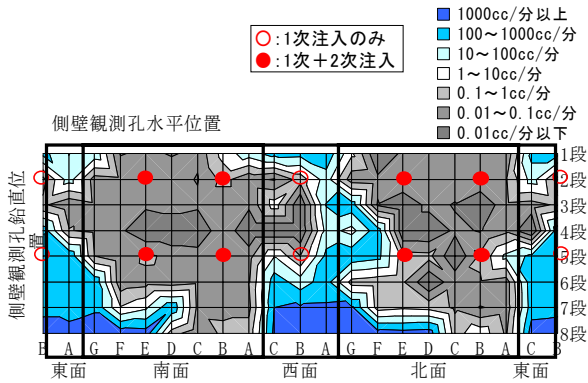 ○:1次注入のみ
●:1次+2次注入
1000cc/分以上
100～1000cc/分
10～100cc/分
1～10cc/分
0.1～1cc/分
0.01～0.1cc/分
0.01cc/分以下
側壁観測孔水平位置
側壁観測孔鉛直位置
1段
2段
3段
4段
5段
6段
7段
8段
B A G F E D C B A C B A G F E D C B A C B
東面 南面 西面 北面 東面